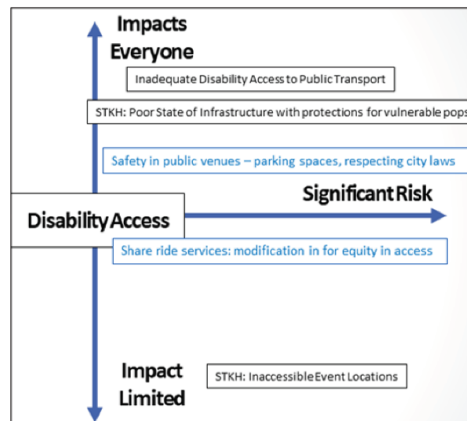 Impacts
Everyone
Inadequate Disability Access to Public Transport
STKH: Poor State of Infrastructure with protections for vulnerable pops
Safety in public venues – parking spaces, respecting city laws
Significant Risk
Disability Access
Share ride services: modification in for equity in access
Impact
Limited
STKH: Inaccessible Event Locations